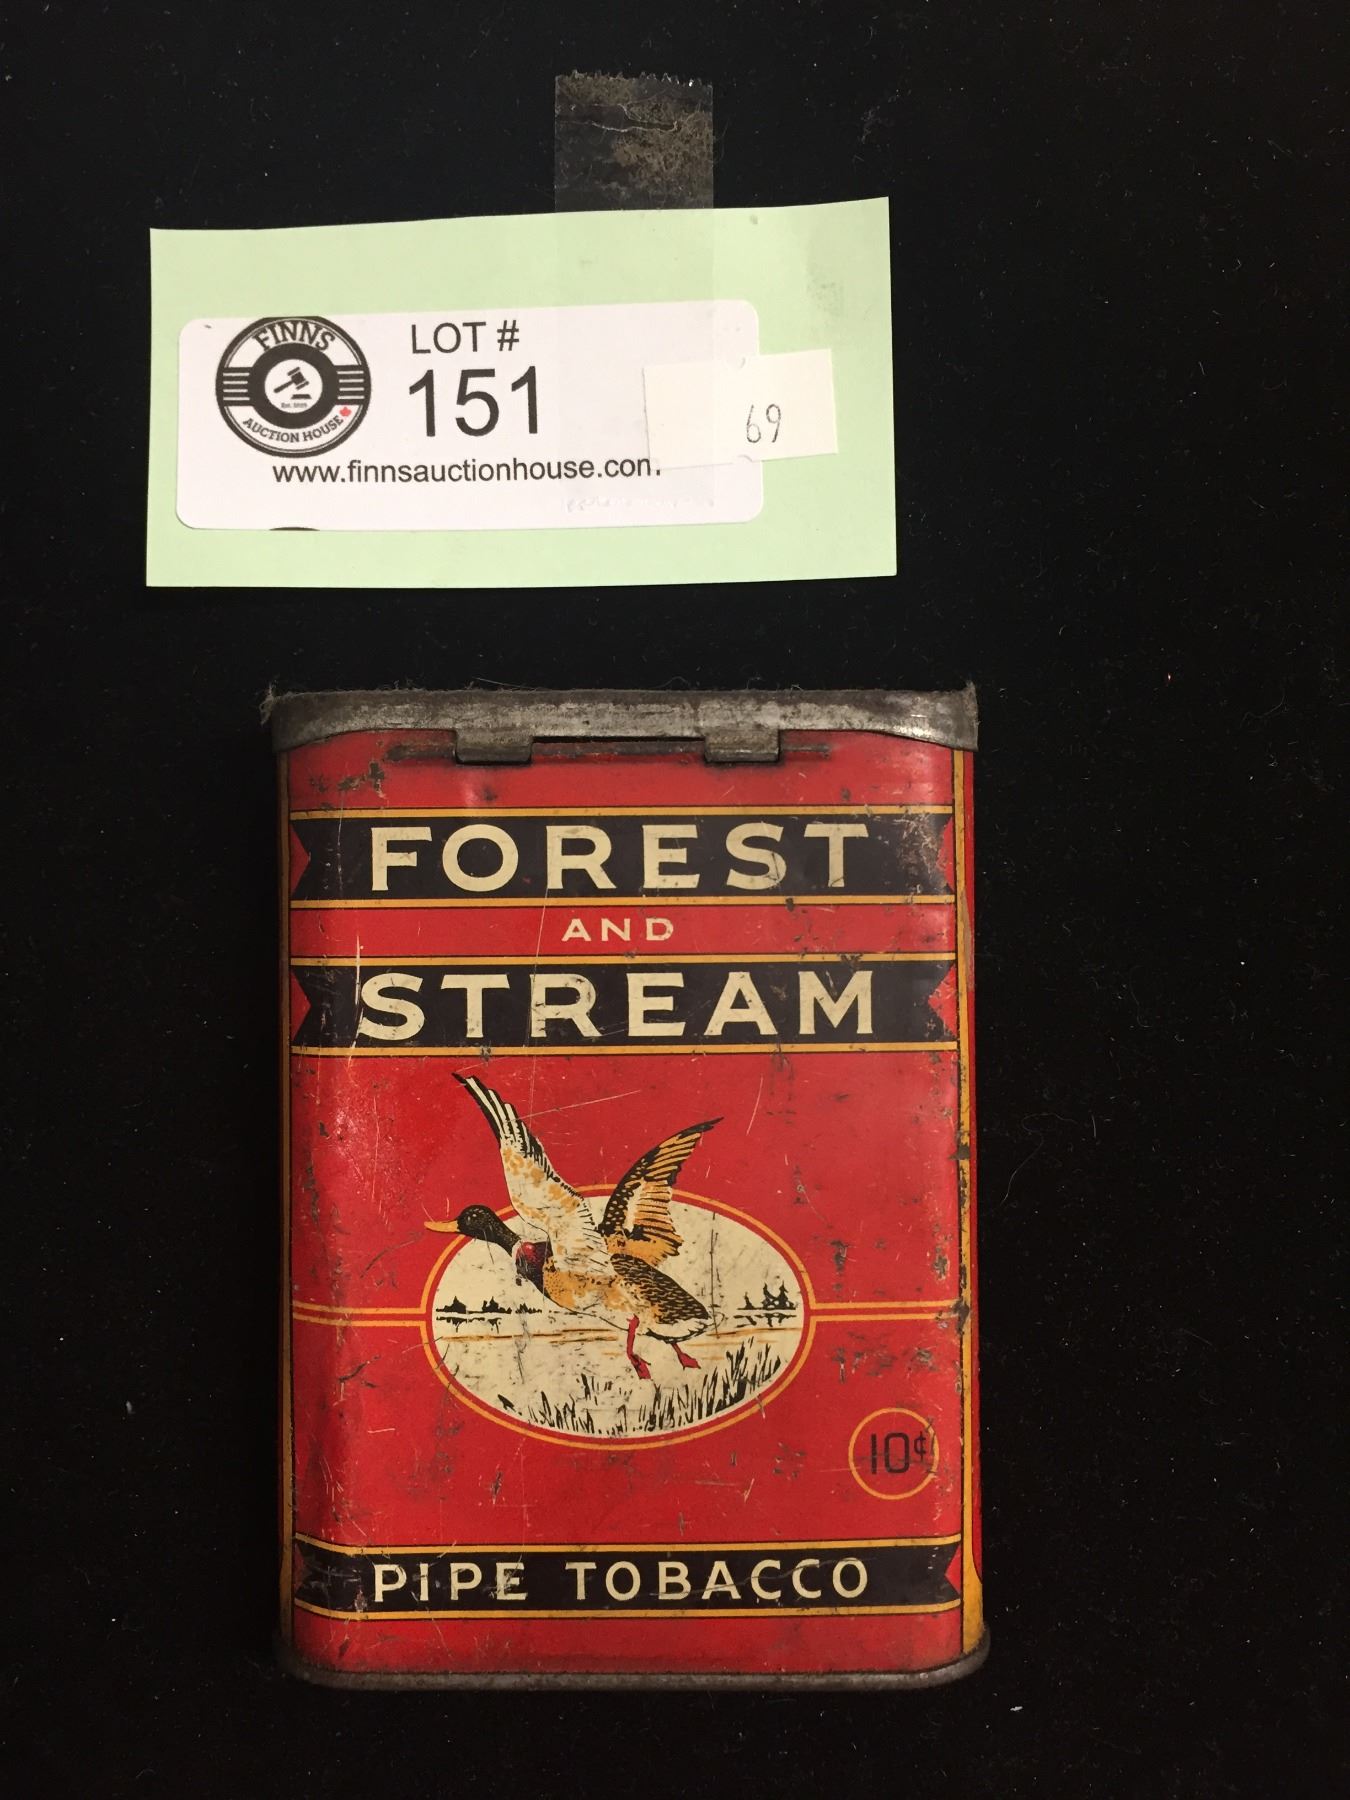 FINNS
AUCTION HOUSE
LOT #
151
69
www.finnsauctionhouse.com
FOREST
AND
STREAM
10¢
PIPE TOBACCO